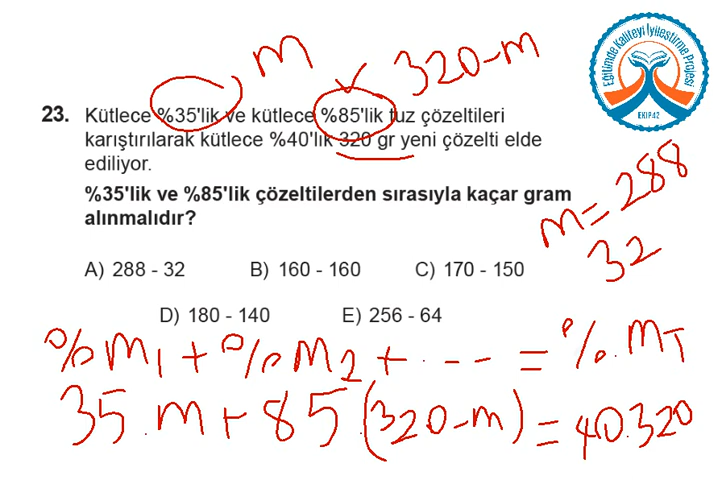 m
320-m
Eğitimde Kaliteyi İyileştirme Projesi
EKIP42
23. Kütlece %35'lik ve kütlece %85'lik tuz çözeltileri
karıştırılarak kütlece %40'lık 320 gr yeni çözelti elde
ediliyor.
%35'lik ve %85'lik çözeltilerden sırasıyla kaçar gram
alınmalıdır?
m=288
32
A) 288 - 32 B) 160 - 160 C) 170 - 150
D) 180 - 140 E) 256 - 64
%m1+%m2+...--=%.mT
35.m+85.(320-m)=40.320